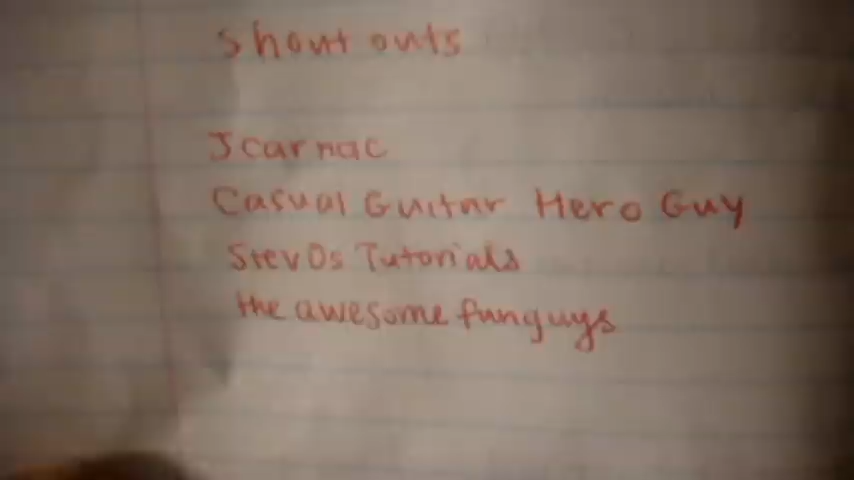 shout outs
Jcarnac
Casual Guitar Hero Guy
StevOs Tutorials
the awesome funguys